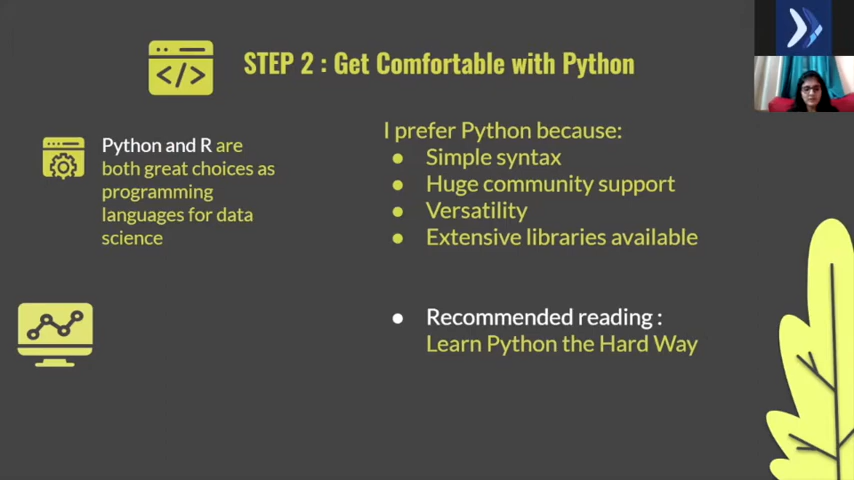 STEP 2 : Get Comfortable with Python
Python and R are
both great choices as
programming
languages for data
science
I prefer Python because:
● Simple syntax
● Huge community support
● Versatility
● Extensive libraries available
● Recommended reading :
Learn Python the Hard Way